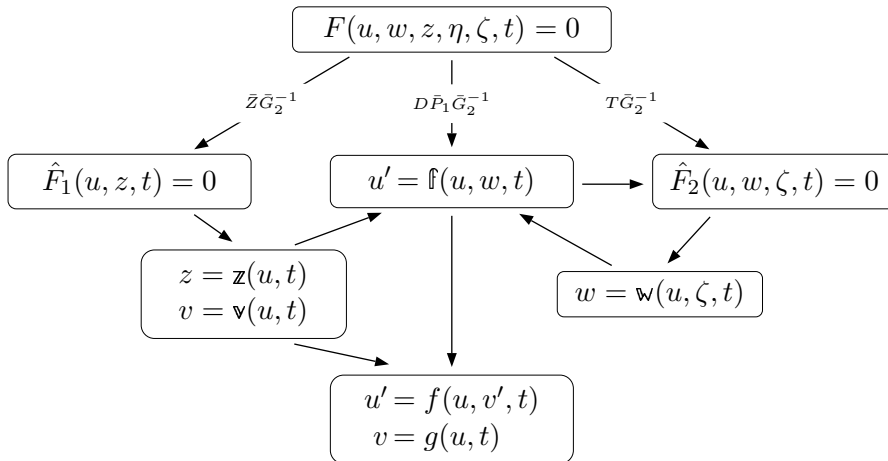 F(u, w, z, η, ζ, t) = 0
Z̄Ḡ₂⁻¹
DP̄₁Ḡ₂⁻¹
TḠ₂⁻¹
F̂₁(u, z, t) = 0
u′ = 𝕗(u, w, t)
F̂₂(u, w, ζ, t) = 0
z = 𝕫(u, t)
v = 𝕧(u, t)
w = 𝕨(u, ζ, t)
u′ = f(u, v′, t)
v = g(u, t)